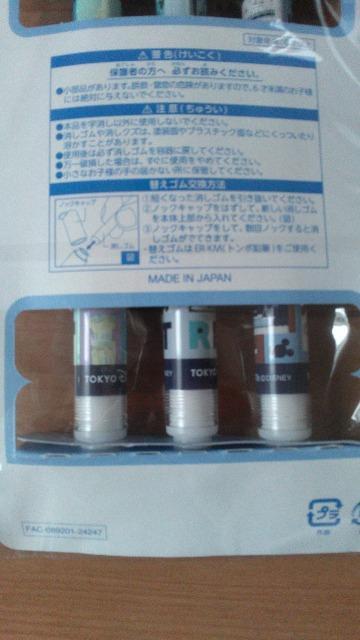 対象年
警告(けいこく)
保護者の方へ 必ずお読みください。
●小部品があります。誤飲・窒息の危険がありますので、6才未満のお子様
には絶対に与えないでください。
注意(ちゅうい)
●本品を字消し以外に使用しないでください。
●消しゴムや消しクズは、塗装面やプラスチック面などにくっついたり
溶かすことがあります。
●使用後は必ず消しゴムを容器に戻してください。
●万一破損した場合は、すぐに使用をやめてください。
●小さなお子様の手の届かない所に保管してください。
替えゴム交換方法
ノックキャップ
消しゴム
図
①短くなった消しゴムを引き抜いてください。
②ノックキャップをはずして、新しい消しゴム
を本体上部から入れてください。(図)
③ノックキャップをして、数回ノックすると消し
ゴムがでてきます。
・替えゴムは ER-KM(トンボ鉛筆)をご使用く
ださい。
MADE IN JAPAN
T R
TOKYO
NEY
TOKYO
DISNEY
プラ
FAC-089201-24247